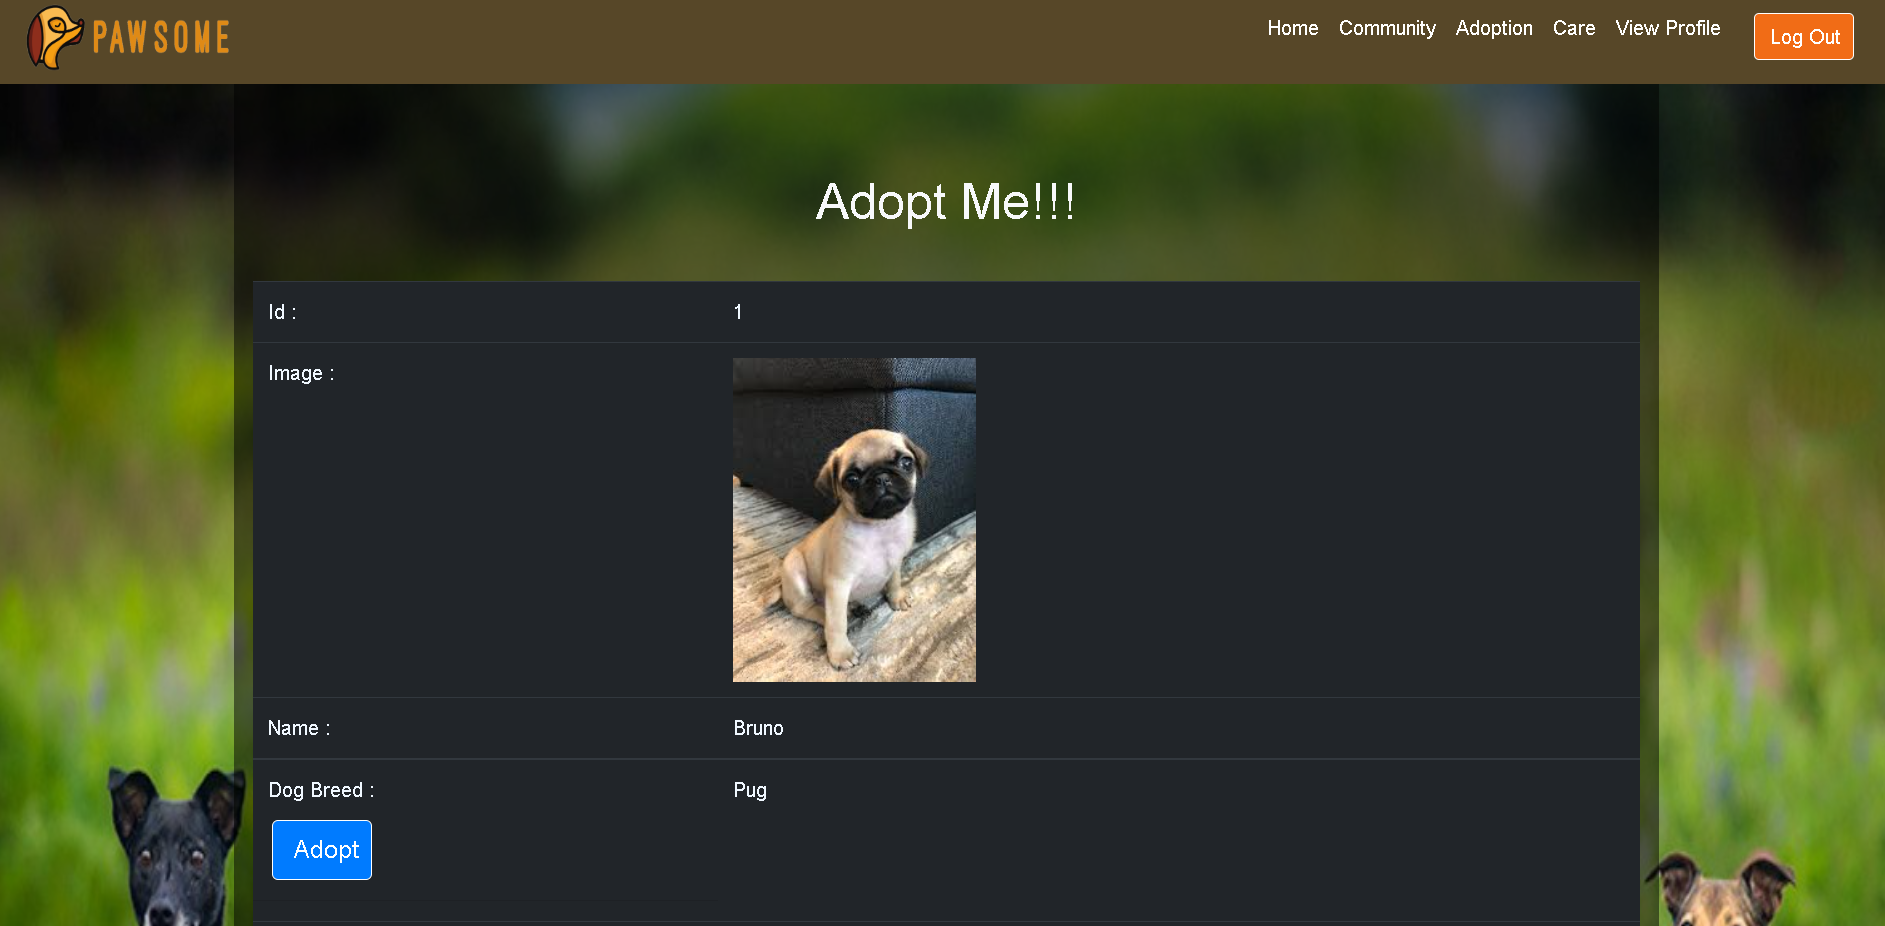 PAWSOME
Home Community Adoption Care View Profile Log Out
Adopt Me!!!
Id : 1
Image :
Name : Bruno
Dog Breed : Pug
Adopt